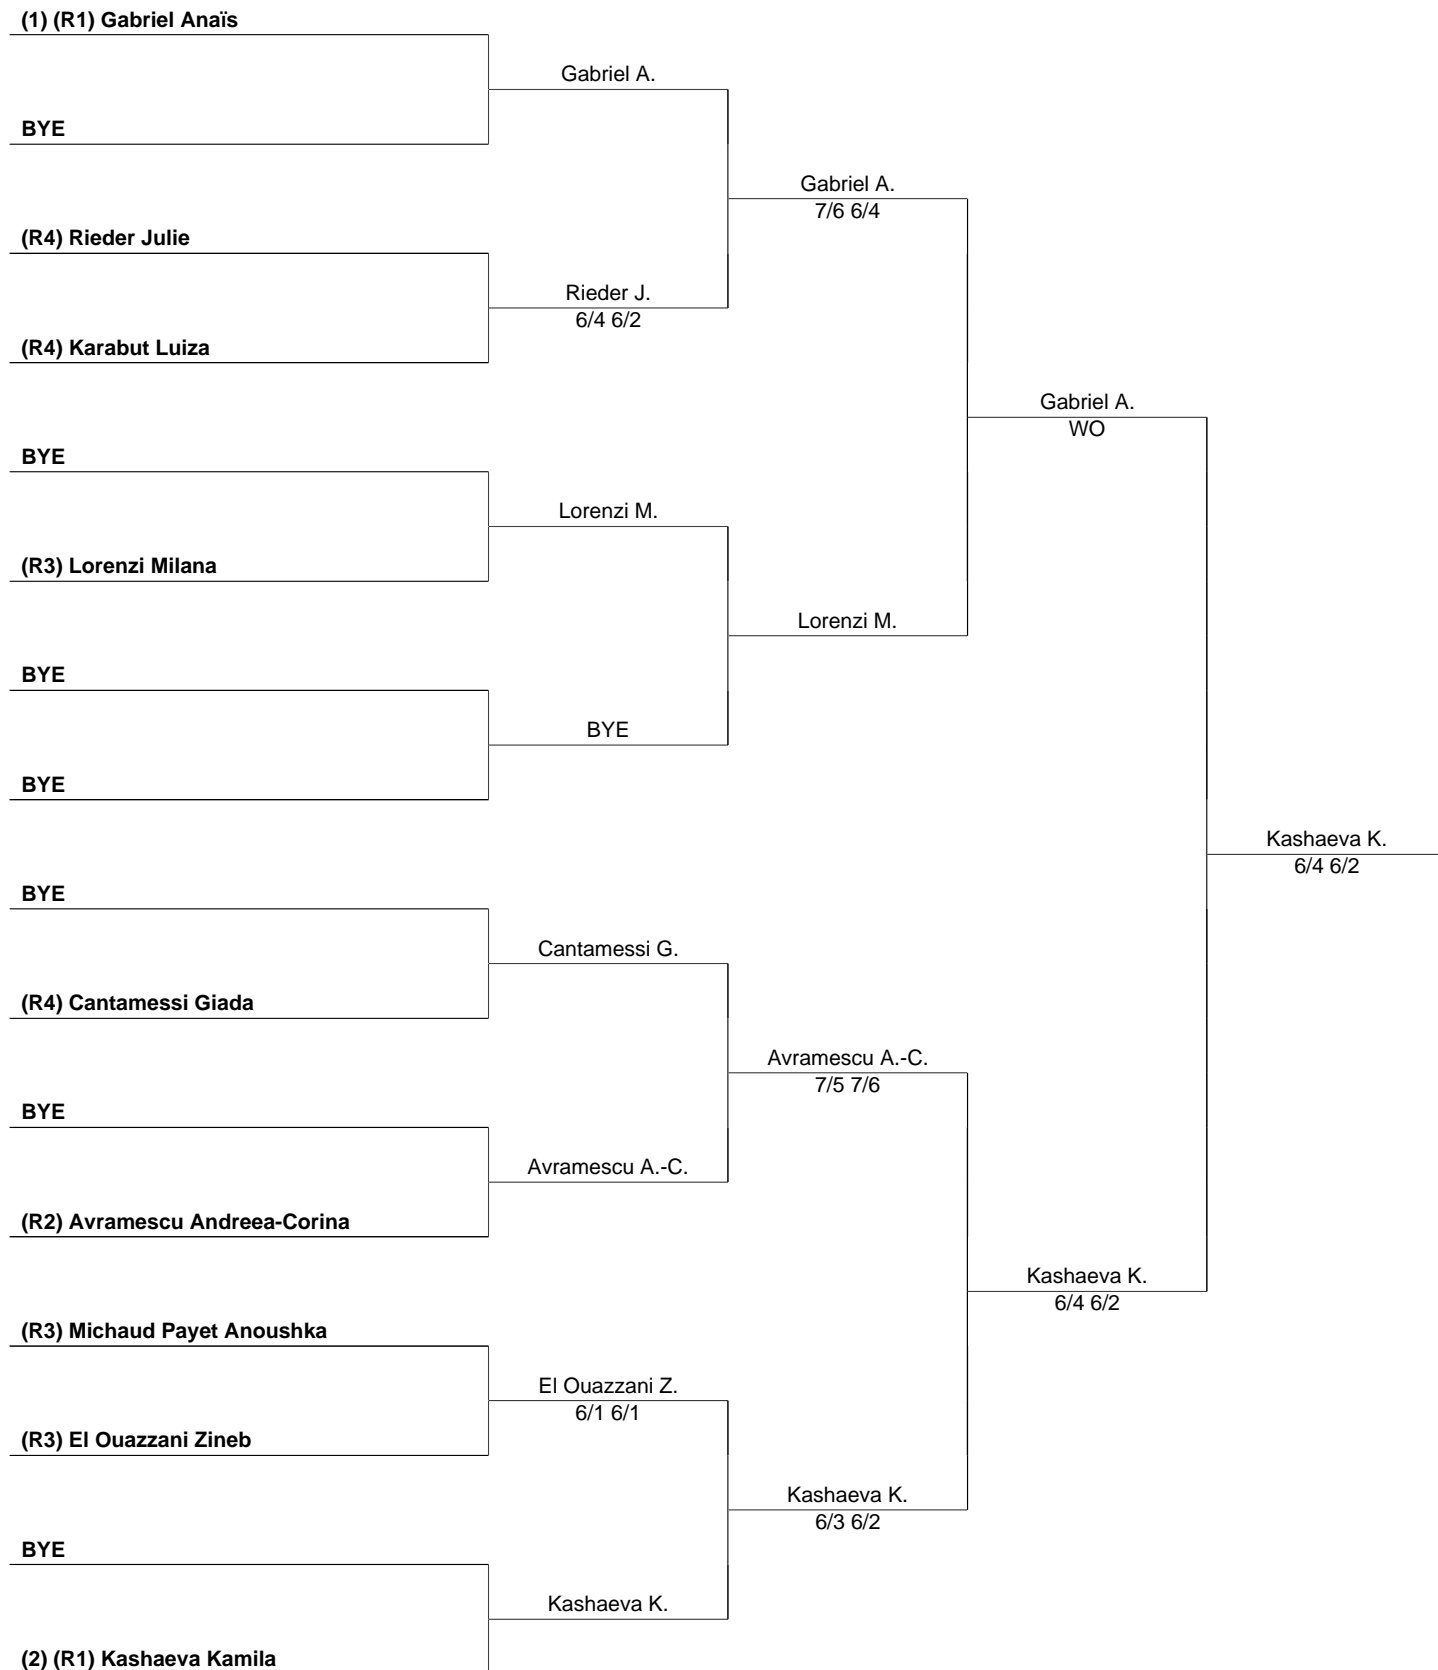 (1) (R1) Gabriel Anaïs
Gabriel A.
BYE
Gabriel A.
7/6 6/4
(R4) Rieder Julie
Rieder J.
6/4 6/2
(R4) Karabut Luiza
Gabriel A.
WO
BYE
Lorenzi M.
(R3) Lorenzi Milana
Lorenzi M.
BYE
BYE
BYE
Kashaeva K.
6/4 6/2
BYE
Cantamessi G.
(R4) Cantamessi Giada
Avramescu A.-C.
7/5 7/6
BYE
Avramescu A.-C.
(R2) Avramescu Andreea-Corina
Kashaeva K.
6/4 6/2
(R3) Michaud Payet Anoushka
El Ouazzani Z.
6/1 6/1
(R3) El Ouazzani Zineb
Kashaeva K.
6/3 6/2
BYE
Kashaeva K.
(2) (R1) Kashaeva Kamila